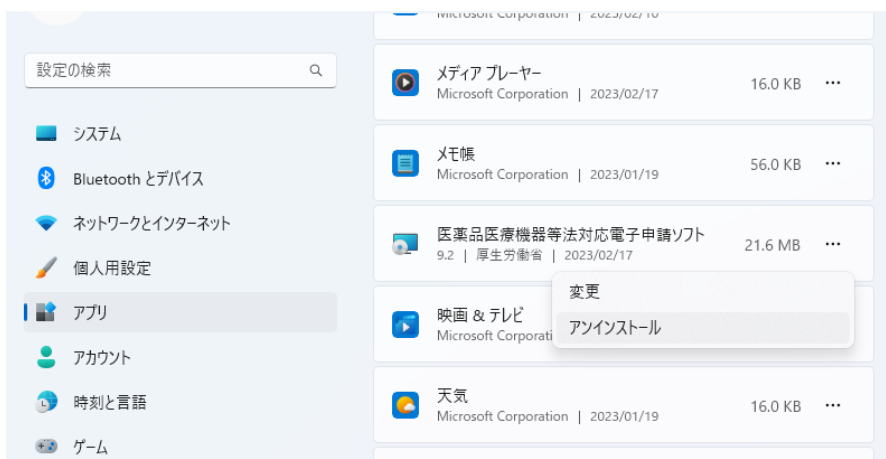 Microsoft Corporation | 2023/02/10
設定の検索
システム
Bluetooth とデバイス
ネットワークとインターネット
個人用設定
アプリ
アカウント
時刻と言語
ゲーム
メディア プレーヤー
Microsoft Corporation | 2023/02/17
16.0 KB
メモ帳
Microsoft Corporation | 2023/01/19
56.0 KB
医薬品医療機器等法対応電子申請ソフト
9.2 | 厚生労働省 | 2023/02/17
21.6 MB
変更
アンインストール
映画 & テレビ
Microsoft Corporati
天気
Microsoft Corporation | 2023/01/19
16.0 KB